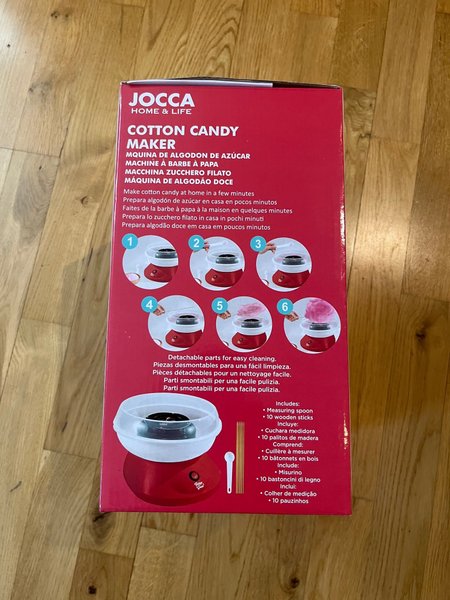 JOCCA
HOME & LIFE
COTTON CANDY
MAKER
MQUINA DE ALGODON DE AZÚCAR
MACHINE À BARBE À PAPA
MACCHINA ZUCCHERO FILATO
MÁQUINA DE ALGODÃO DOCE
Make cotton candy at home in a few minutes
Prepara algodón de azúcar en casa en pocos minutos
Faites de la barbe à papa à la maison en quelques minutes
Prepara lo zucchero filato in casa in pochi minuti
Prepara algodão doce em casa em poucos minutos
1 2 3
4 5 6
Detachable parts for easy cleaning.
Piezas desmontables para una fácil limpieza.
Pièces détachables pour un nettoyage facile.
Parti smontabili per una facile pulizia.
Parti smontabili per una facile pulizia.
Includes:
• Measuring spoon
• 10 wooden sticks
Incluye:
• Cuchara medidora
• 10 palitos de madera
Comprend:
• Cuillère à mesurer
• 10 bâtonnets en bois
Include:
• Misurino
• 10 bastoncini di legno
Inclui:
• Colher de medição
• 10 pauzinhos